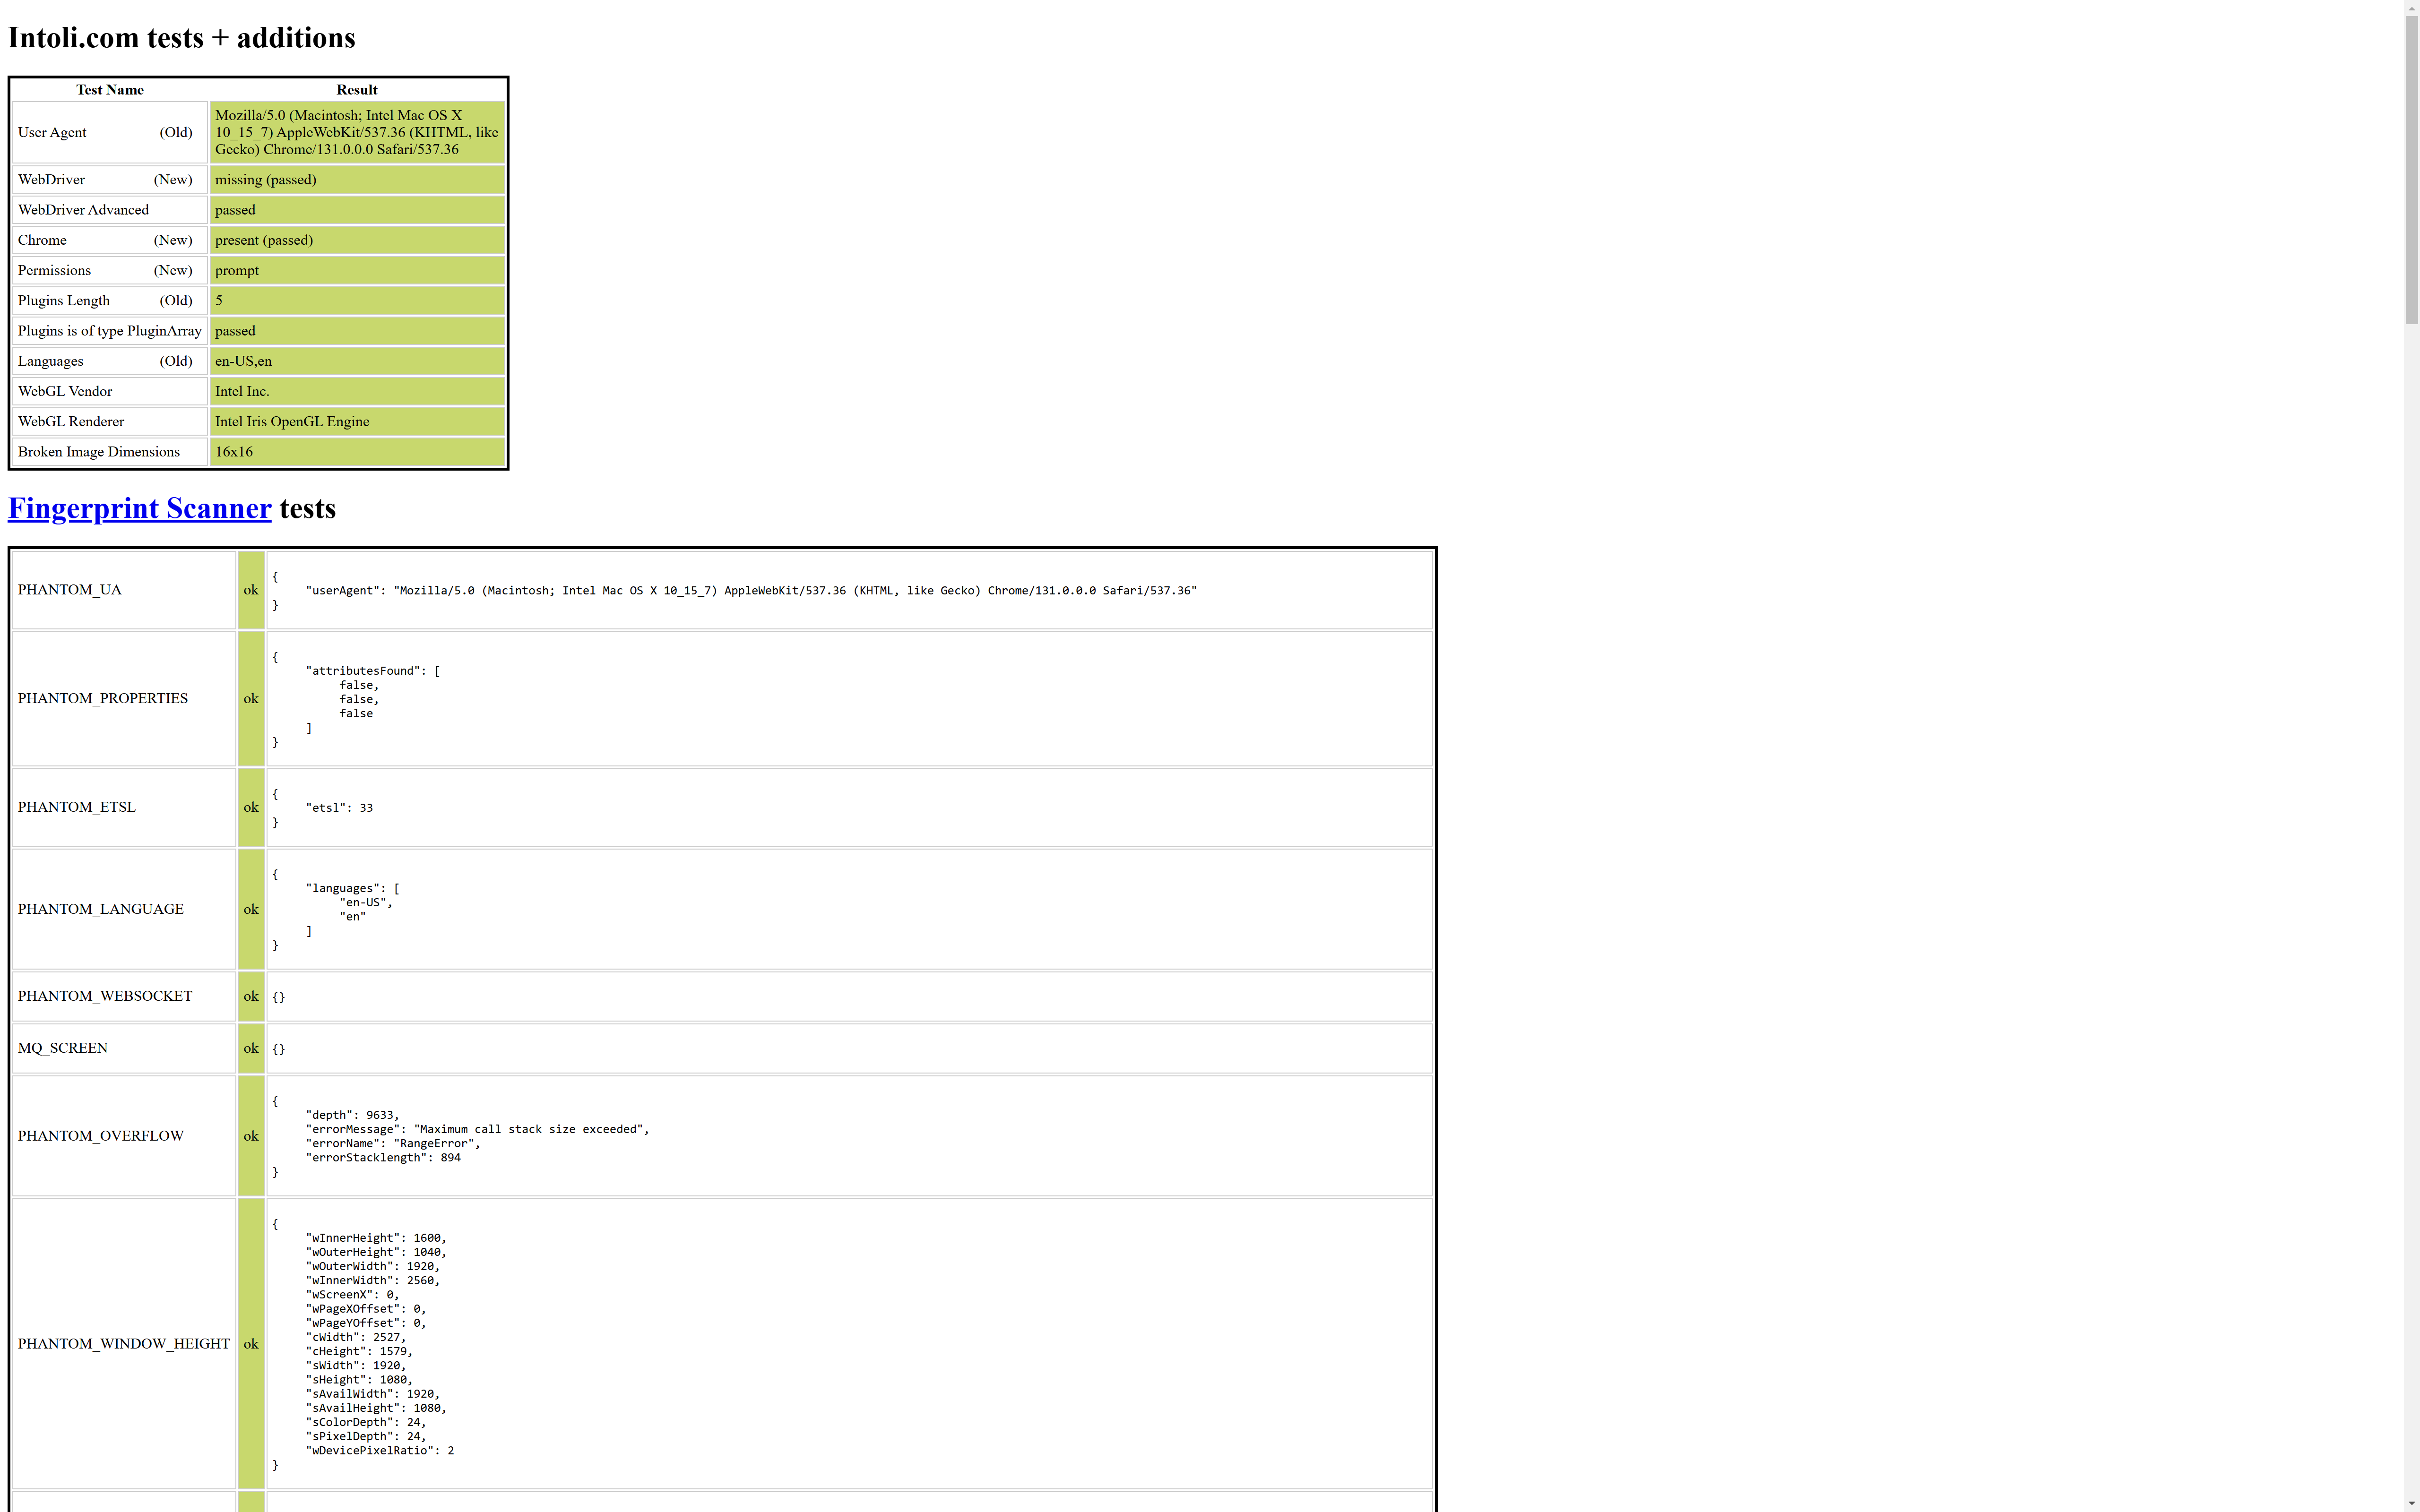 Intoli.com tests + additions
Test Name Result
User Agent (Old) Mozilla/5.0 (Macintosh; Intel Mac OS X
10_15_7) AppleWebKit/537.36 (KHTML, like
Gecko) Chrome/131.0.0.0 Safari/537.36
WebDriver (New) missing (passed)
WebDriver Advanced passed
Chrome (New) present (passed)
Permissions (New) prompt
Plugins Length (Old) 5
Plugins is of type PluginArray passed
Languages (Old) en-US,en
WebGL Vendor Intel Inc.
WebGL Renderer Intel Iris OpenGL Engine
Broken Image Dimensions 16x16
Fingerprint Scanner tests
PHANTOM_UA ok
{
"userAgent": "Mozilla/5.0 (Macintosh; Intel Mac OS X 10_15_7) AppleWebKit/537.36 (KHTML, like Gecko) Chrome/131.0.0.0 Safari/537.36"
}
PHANTOM_PROPERTIES ok
{
"attributesFound": [
false,
false,
false
]
}
PHANTOM_ETSL ok
{
"etsl": 33
}
PHANTOM_LANGUAGE ok
{
"languages": [
"en-US",
"en"
]
}
PHANTOM_WEBSOCKET ok {}
MQ_SCREEN ok {}
PHANTOM_OVERFLOW ok
{
"depth": 9633,
"errorMessage": "Maximum call stack size exceeded",
"errorName": "RangeError",
"errorStacklength": 894
}
PHANTOM_WINDOW_HEIGHT ok
{
"wInnerHeight": 1600,
"wOuterHeight": 1040,
"wOuterWidth": 1920,
"wInnerWidth": 2560,
"wScreenX": 0,
"wPageXOffset": 0,
"wPageYOffset": 0,
"cWidth": 2527,
"cHeight": 1579,
"sWidth": 1920,
"sHeight": 1080,
"sAvailWidth": 1920,
"sAvailHeight": 1080,
"sColorDepth": 24,
"sPixelDepth": 24,
"wDevicePixelRatio": 2
}